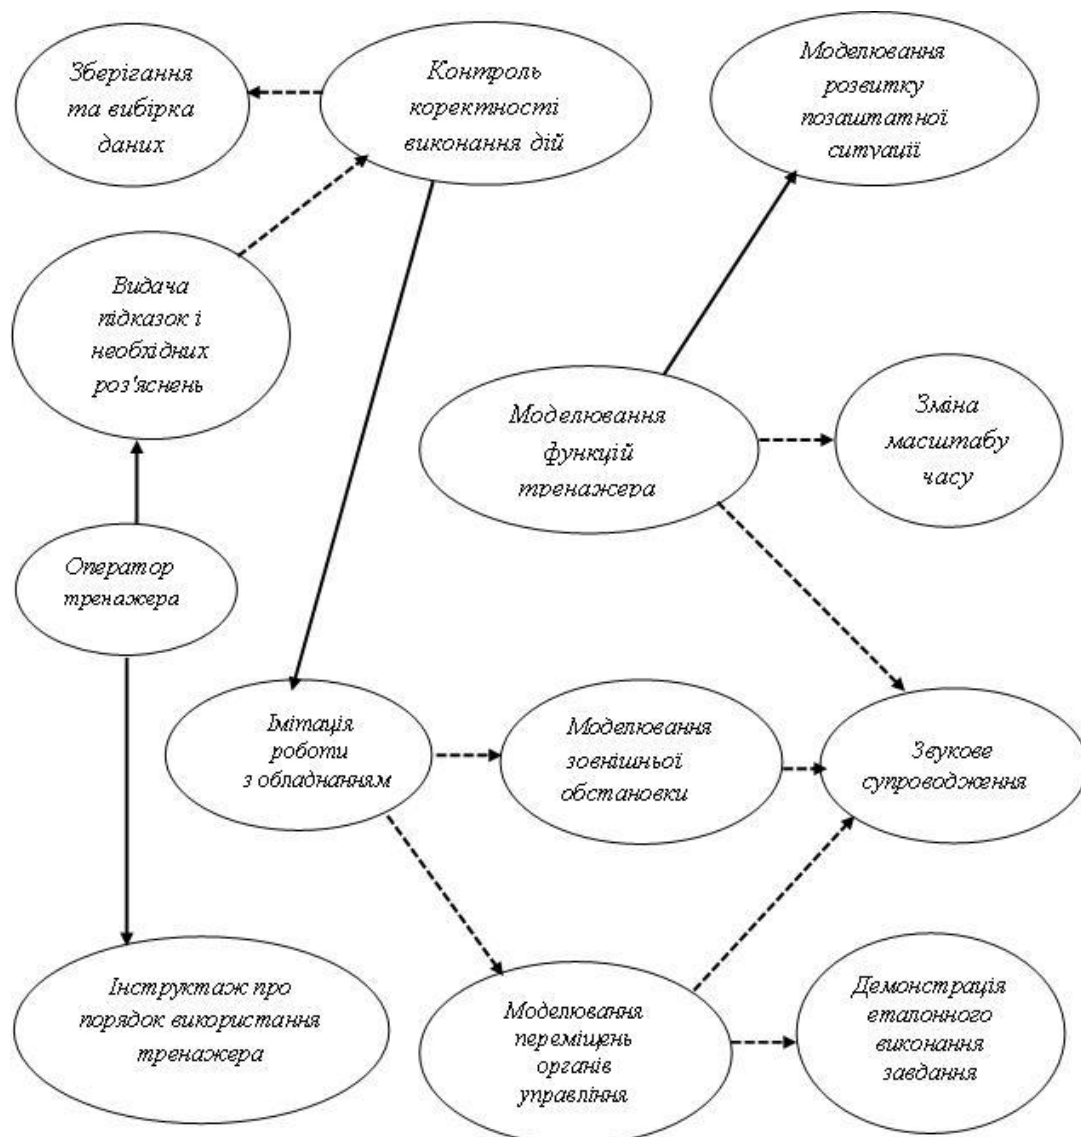 Зберігання
та вибірка
даних
Контроль
коректності
виконання дій
Моделювання
розвитку
позаштатної
ситуації
Видача
підказок і
необхідних
роз'яснень
Моделювання
функцій
тренажера
Зміна
масштабу
часу
Оператор
тренажера
Імітація
роботи
з обладнанням
Моделювання
зовнішньої
обстановки
Звукове
супроводження
Інструктаж про
порядок використання
тренажера
Моделювання
переміщень
органів
управління
Демонстрація
еталонного
виконання
завдання